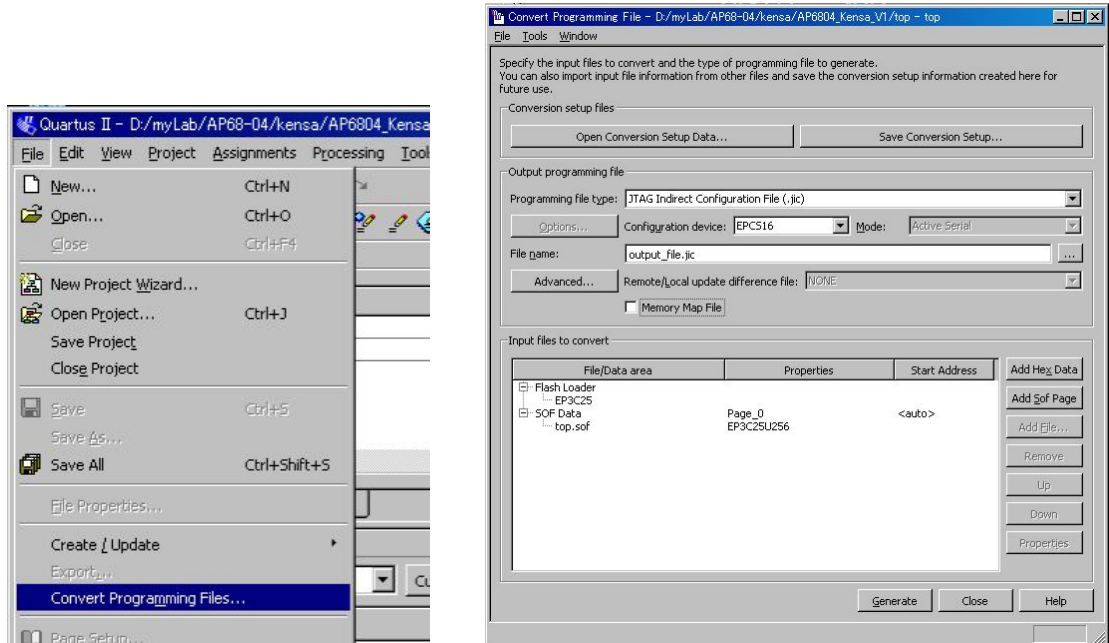 Quartus II - D:/myLab/AP68-04/kensa/AP6804_Kensa
File Edit View Project Assignments Processing Tool
New... Ctrl+N
Open... Ctrl+O
Close Ctrl+F4
New Project Wizard...
Open Project... Ctrl+J
Save Project
Close Project
Save Ctrl+S
Save As...
Save All Ctrl+Shift+S
File Properties...
Create / Update
Export...
Convert Programming Files...
Page Setup...
Cu
Convert Programming File - D:/myLab/AP68-04/kensa/AP6804_Kensa_V1/top - top
File Tools Window
Specify the input files to convert and the type of programming file to generate.
You can also import input file information from other files and save the conversion setup information created here for
future use.
Conversion setup files
Open Conversion Setup Data... Save Conversion Setup...
Output programming file
Programming file type: JTAG Indirect Configuration File (.jic)
Options... Configuration device: EPCS16 Mode: Active Serial
File name: output_file.jic ...
Advanced... Remote/Local update difference file: NONE
Memory Map File
Input files to convert
File/Data area Properties Start Address Add Hex Data
Flash Loader
EP3C25 Add Sof Page
SOF Data Page_0 <auto>
top.sof EP3C25U256 Add File...
Remove
Up
Down
Properties
Generate Close Help